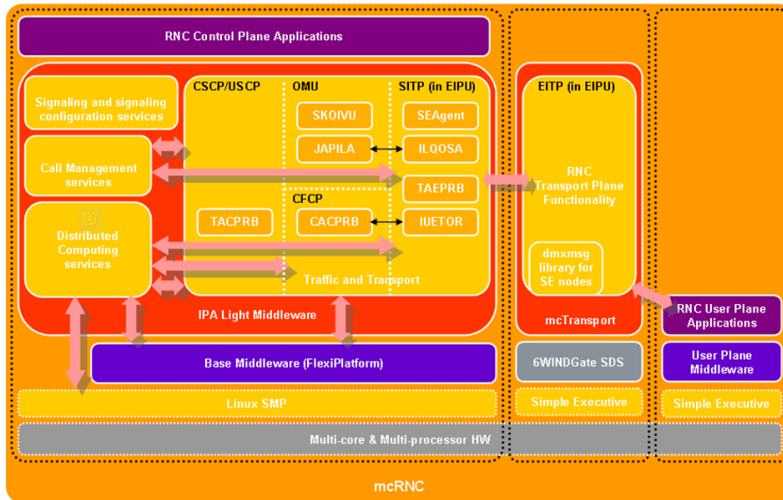 RNC Control Plane Applications
Signaling and signaling
configuration services
Call Management
services
Distributed
Computing
services
CSCP/USCP
TACPRB
OMU
SKOIVU
JAPILA
CFCP
CACPRB
SITP (in EIPU)
SEAgent
ILQOSA
TAEPRB
IUETOR
Traffic and Transport
IPA Light Middleware
EITP (in EIPU)
RNC
Transport Plane
Functionality
dmxmsg
library for
SE nodes
mcTransport
RNC User Plane
Applications
Base Middleware (FlexiPlatform)
6WINDGate SDS
User Plane
Middleware
Linux SMP
Simple Executive
Simple Executive
Multi-core & Multi-processor HW
mcRNC